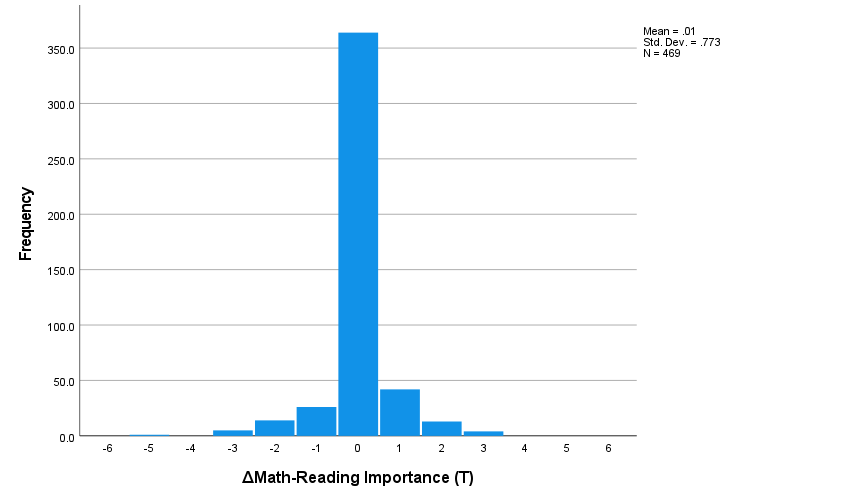 Mean = .01
Std. Dev. = .773
N = 469
350.0
300.0
250.0
200.0
150.0
100.0
50.0
0.0
Frequency
-6 -5 -4 -3 -2 -1 0 1 2 3 4 5 6
ΔMath-Reading Importance (T)